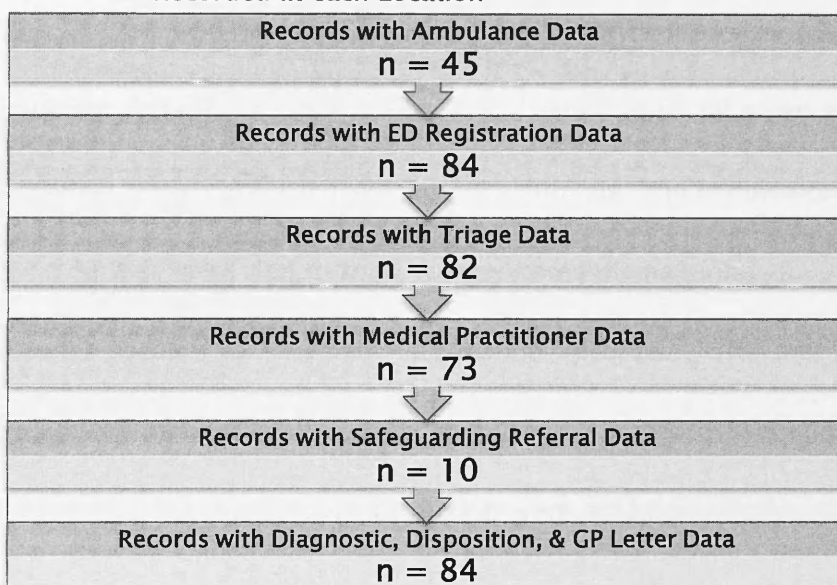 Records with Ambulance Data
n = 45
Records with ED Registration Data
n = 84
Records with Triage Data
n = 82
Records with Medical Practitioner Data
n = 73
Records with Safeguarding Referral Data
n = 10
Records with Diagnostic, Disposition, & GP Letter Data
n = 84